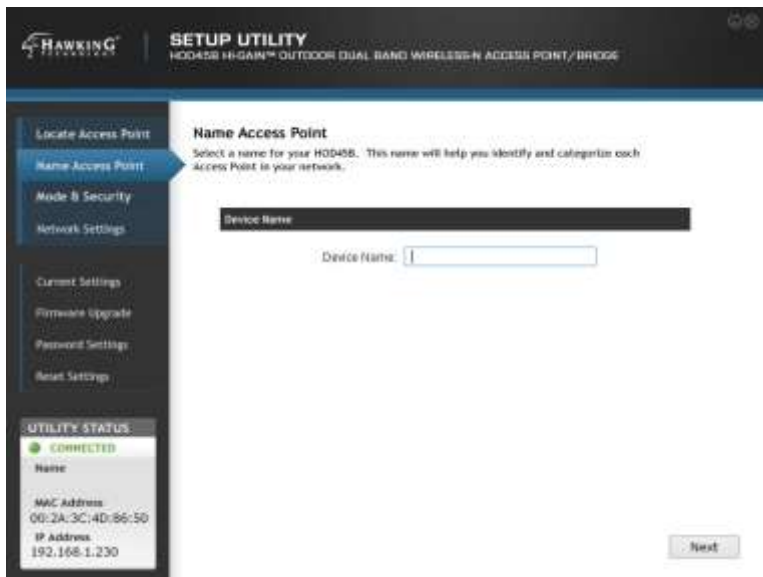 HAWKING
TECHNOLOGY
SETUP UTILITY
HOD45B HI-GAIN™ OUTDOOR DUAL BAND WIRELESS-N ACCESS POINT/BRIDGE
Locate Access Point
Name Access Point
Mode & Security
Network Settings
Current Settings
Firmware Upgrade
Password Settings
Reset Settings
Name Access Point
Select a name for your HOD45B. This name will help you identify and categorize each
Access Point in your network.
Device Name
Device Name:
UTILITY STATUS
CONNECTED
Name
MAC Address
00:2A:3C:4D:86:50
IP Address
192.168.1.230
Next